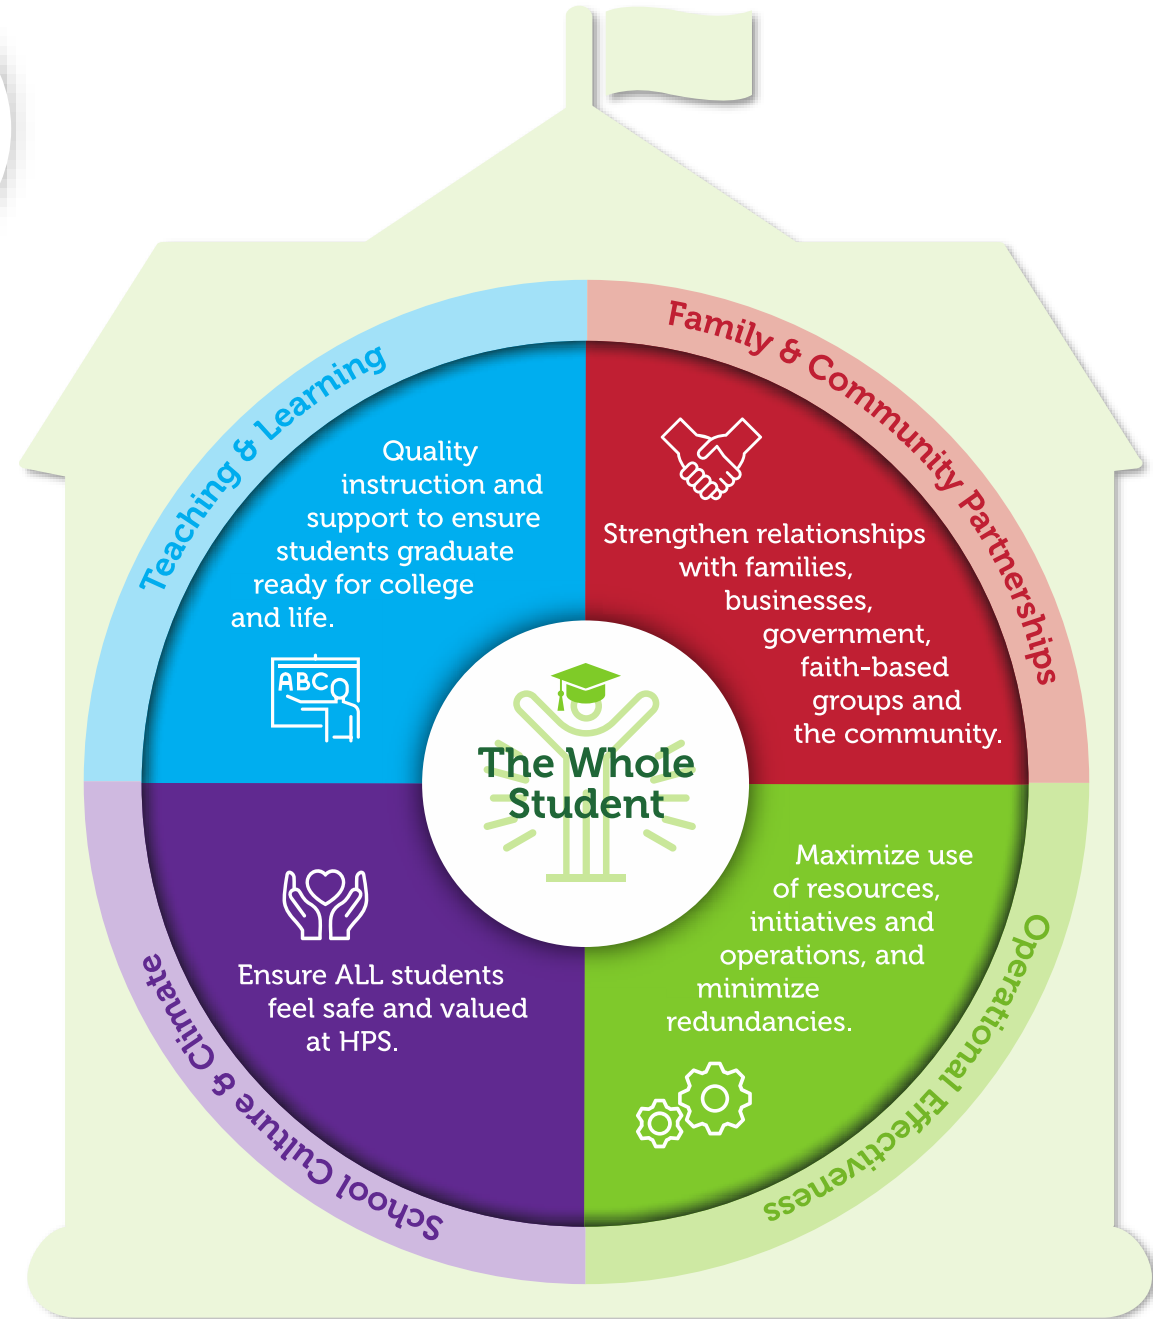 Teaching & Learning
Quality
instruction and
support to ensure
students graduate
ready for college
and life.
ABC
Family & Community Partnerships
Strengthen relationships
with families,
businesses,
government,
faith-based
groups and
the community.
The Whole
Student
School Culture & Climate
Ensure ALL students
feel safe and valued
at HPS.
Operational Effectiveness
Maximize use
of resources,
initiatives and
operations, and
minimize
redundancies.